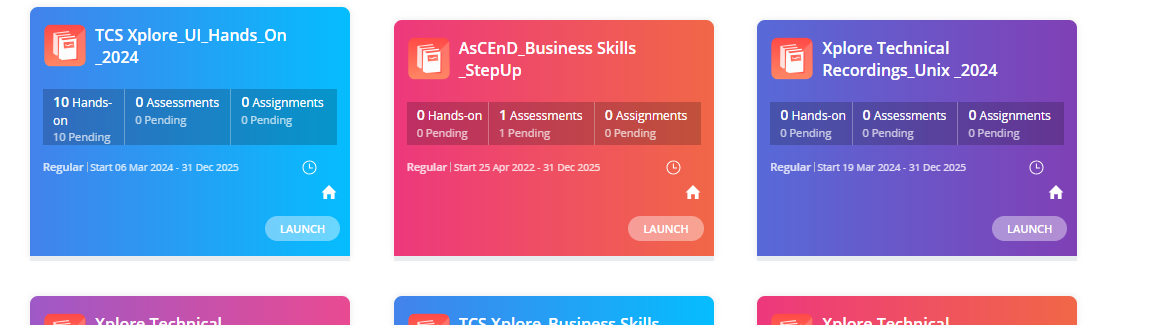 TCS Xplore_UI_Hands_On
_2024
10 Hands-
on
10 Pending
0 Assessments
0 Pending
0 Assignments
0 Pending
Regular | Start 06 Mar 2024 - 31 Dec 2025
LAUNCH
AsCEnD_Business Skills
_StepUp
0 Hands-on
0 Pending
1 Assessments
1 Pending
0 Assignments
0 Pending
Regular | Start 25 Apr 2022 - 31 Dec 2025
LAUNCH
Xplore Technical
Recordings_Unix _2024
0 Hands-on
0 Pending
0 Assessments
0 Pending
0 Assignments
0 Pending
Regular | Start 19 Mar 2024 - 31 Dec 2025
LAUNCH
Xplore Technical
TCS Xplore_Business Skills
Xplore Technical